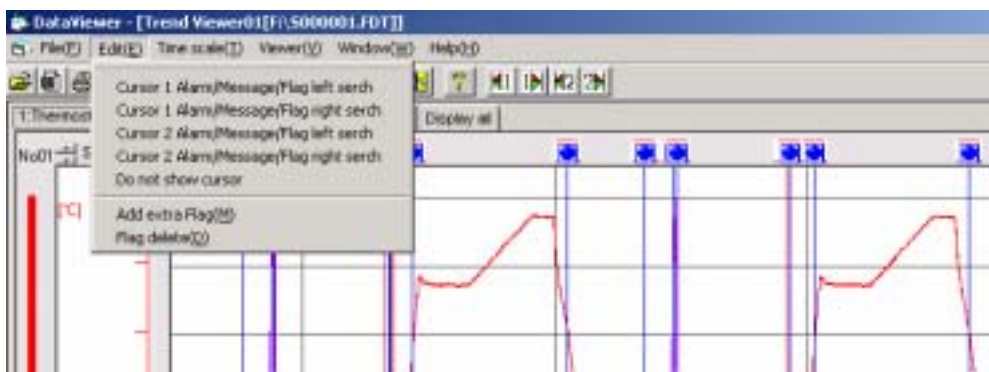 DataViewer - [Trend Viewer01[F:\S000001.FDT]]
File(F) Edit(E) Time scale(T) Viewer(V) Window(W) Help(H)
1:Thermost Display all
Cursor 1 Alarm/Message/Flag left serch
Cursor 1 Alarm/Message/Flag right serch
Cursor 2 Alarm/Message/Flag left serch
Cursor 2 Alarm/Message/Flag right serch
Do not show cursor
Add extra Flag(M)
Flag delete(D)
No01
[℃]